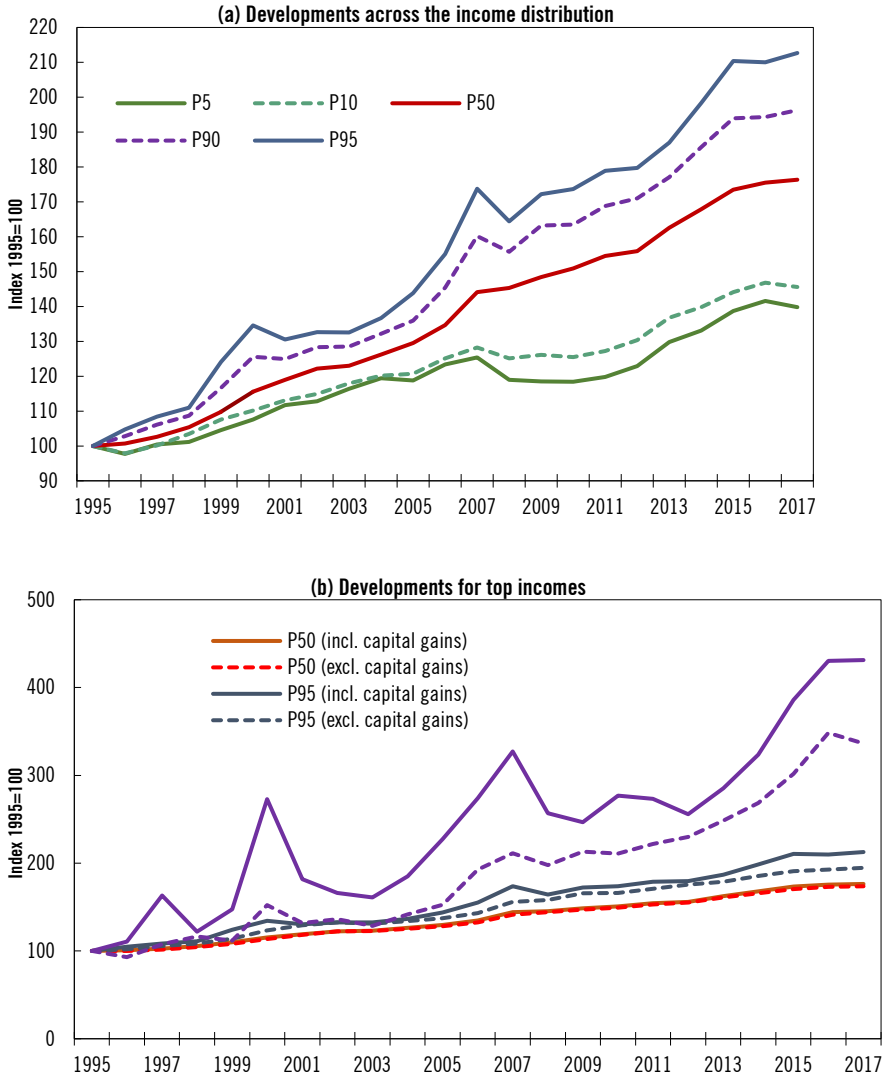 (a) Developments across the income distribution
220
210
200
190
180
170
160
150
140
130
120
110
100
90
Index 1995=100
P5 P10 P50
P90 P95
1995 1997 1999 2001 2003 2005 2007 2009 2011 2013 2015 2017
(b) Developments for top incomes
500
400
300
200
100
0
Index 1995=100
P50 (incl. capital gains)
P50 (excl. capital gains)
P95 (incl. capital gains)
P95 (excl. capital gains)
1995 1997 1999 2001 2003 2005 2007 2009 2011 2013 2015 2017